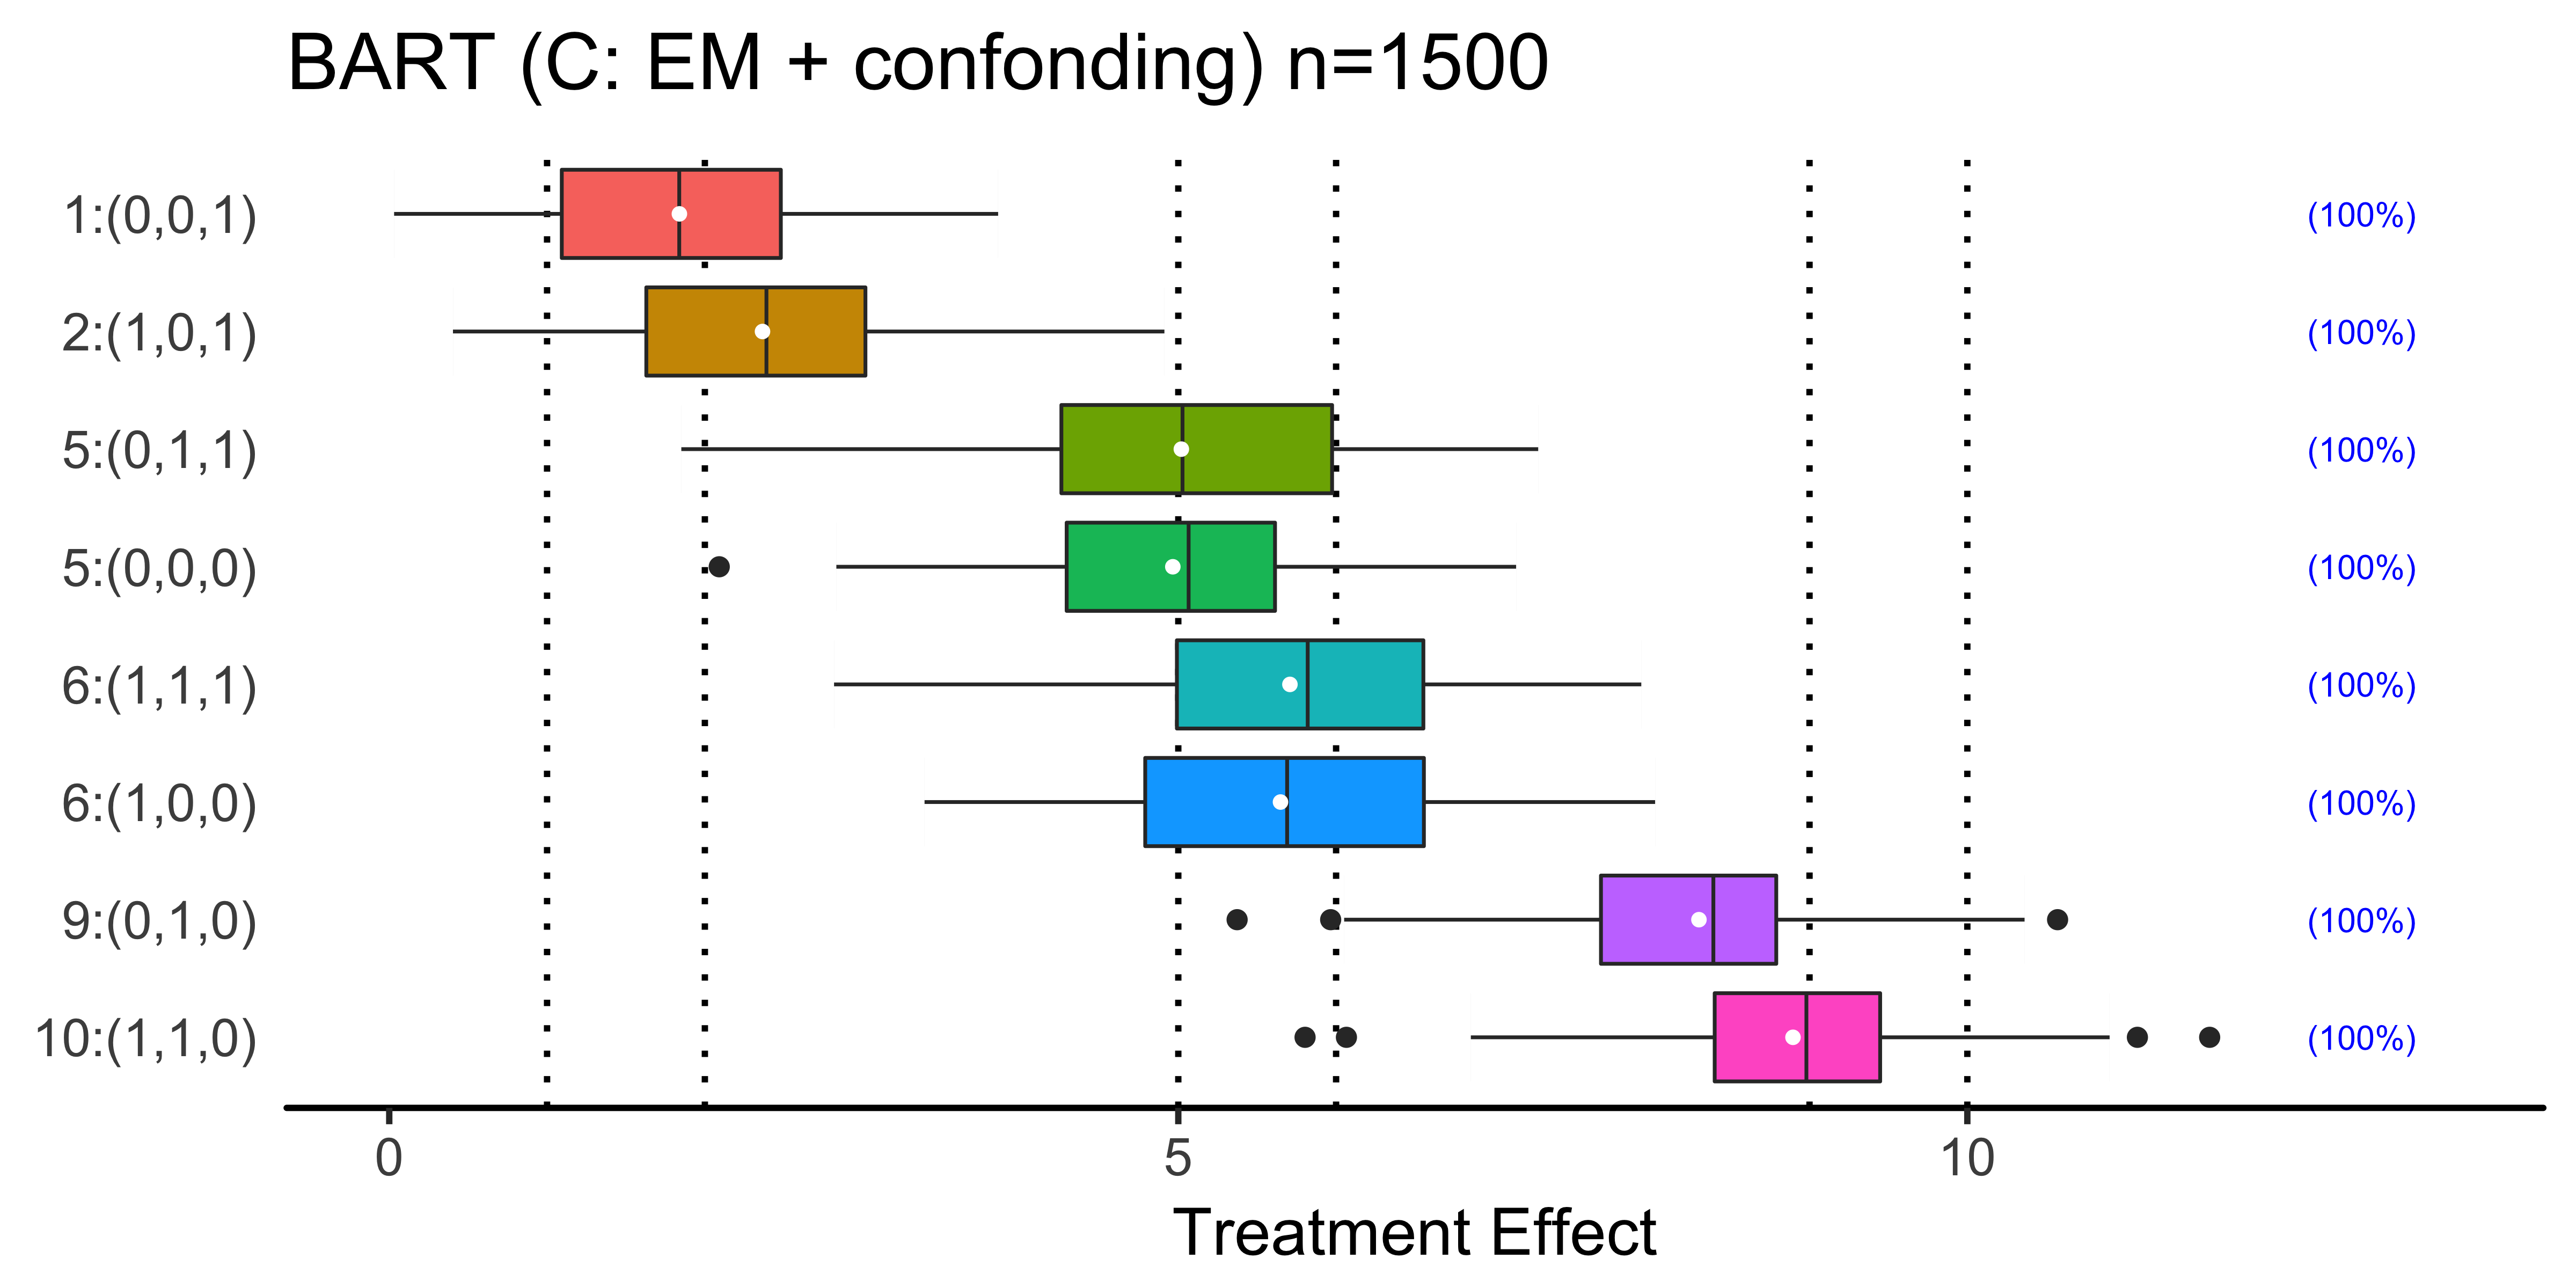 BART (C: EM + confonding) n=1500
1:(0,0,1) (100%)
2:(1,0,1) (100%)
5:(0,1,1) (100%)
5:(0,0,0) (100%)
6:(1,1,1) (100%)
6:(1,0,0) (100%)
9:(0,1,0) (100%)
10:(1,1,0) (100%)
0 5 10
Treatment Effect